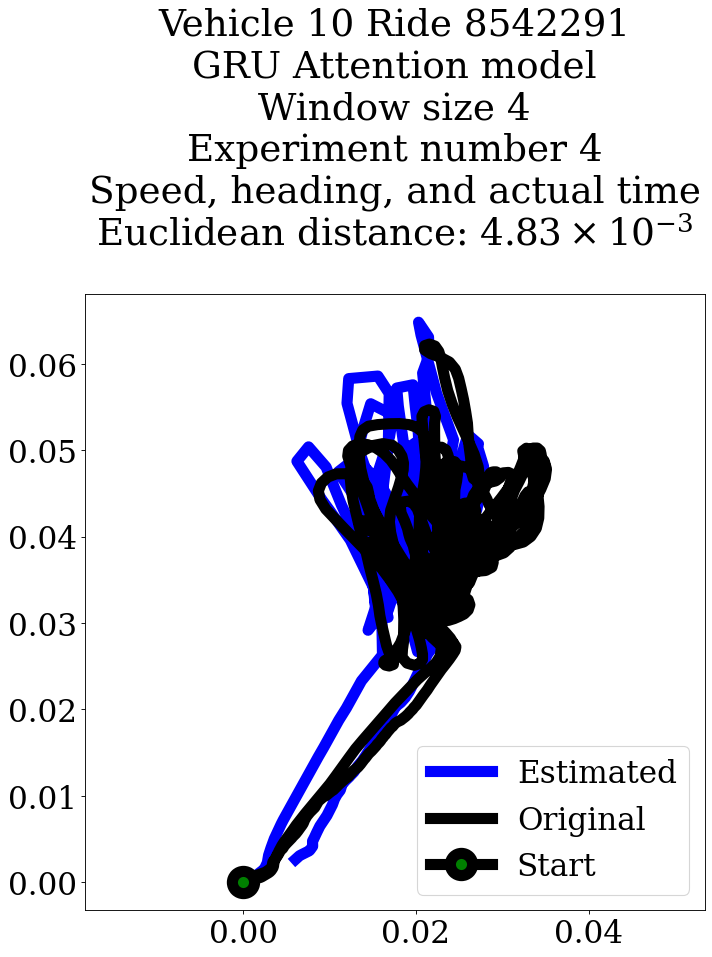 Vehicle 10 Ride 8542291
GRU Attention model
Window size 4
Experiment number 4
Speed, heading, and actual time
Euclidean distance: 4.83 × 10⁻³
0.06
0.05
0.04
0.03
0.02
0.01
0.00
Estimated
Original
Start
0.00 0.02 0.04